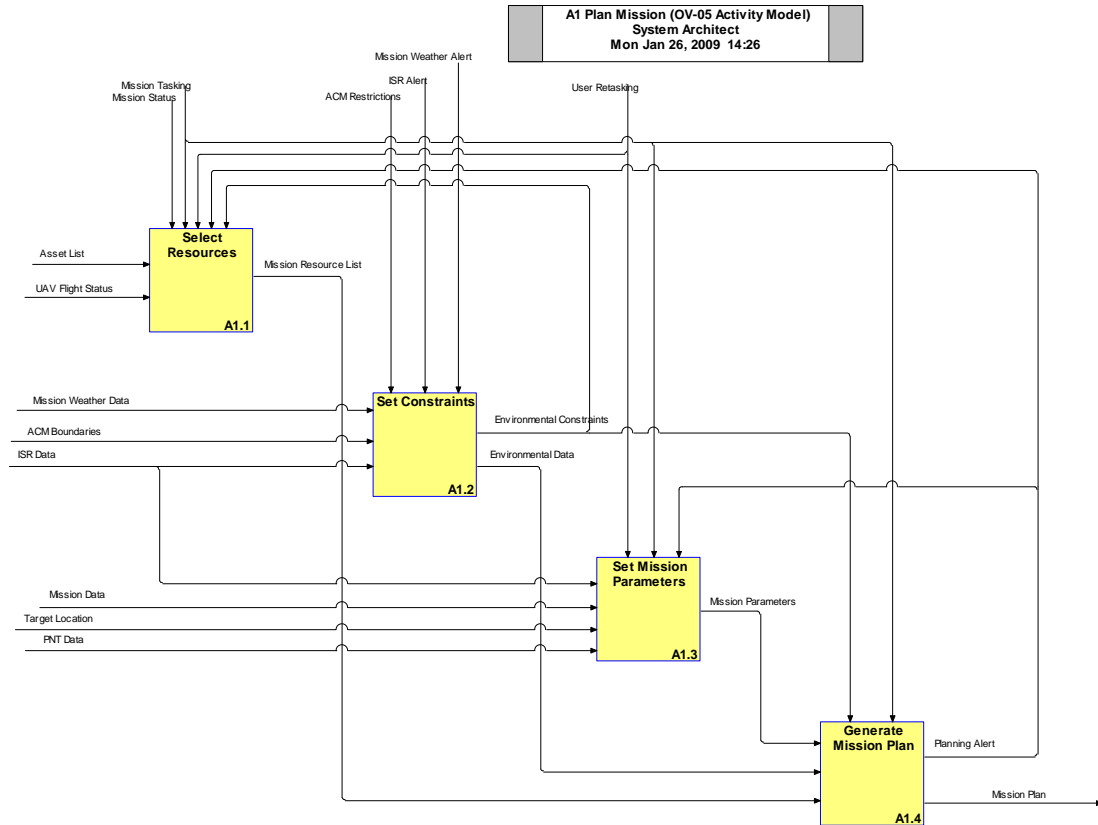 A1 Plan Mission (OV-05 Activity Model)
System Architect
Mon Jan 26, 2009  14:26
Mission Weather Alert
ISR Alert
ACM Restrictions
Mission Tasking
Mission Status
User Retasking
Select
Resources
A1.1
Asset List
UAV Flight Status
Mission Resource List
Set Constraints
A1.2
Mission Weather Data
ACM Boundaries
ISR Data
Environmental Constraints
Environmental Data
Set Mission
Parameters
A1.3
Mission Data
Target Location
PNT Data
Mission Parameters
Generate
Mission Plan
A1.4
Planning Alert
Mission Plan